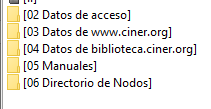 [02 Datos de acceso]
[03 Datos de www.ciner.org]
[04 Datos de biblioteca.ciner.org]
[05 Manuales]
[06 Directorio de Nodos]